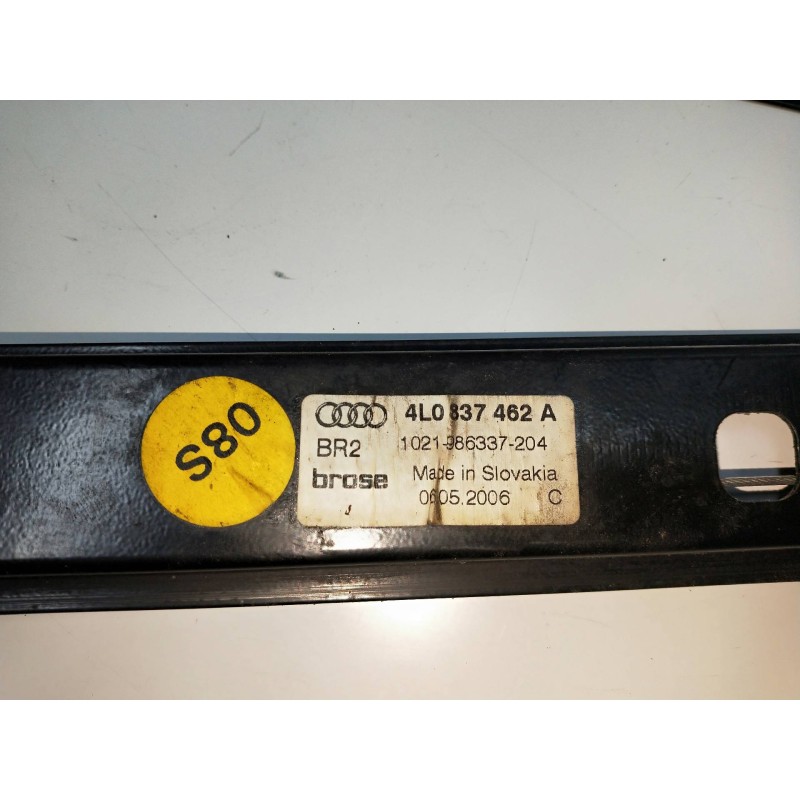 S80
4L0 837 462 A
BR2 1021-986337-204
brose Made in Slovakia
0605.2006 C